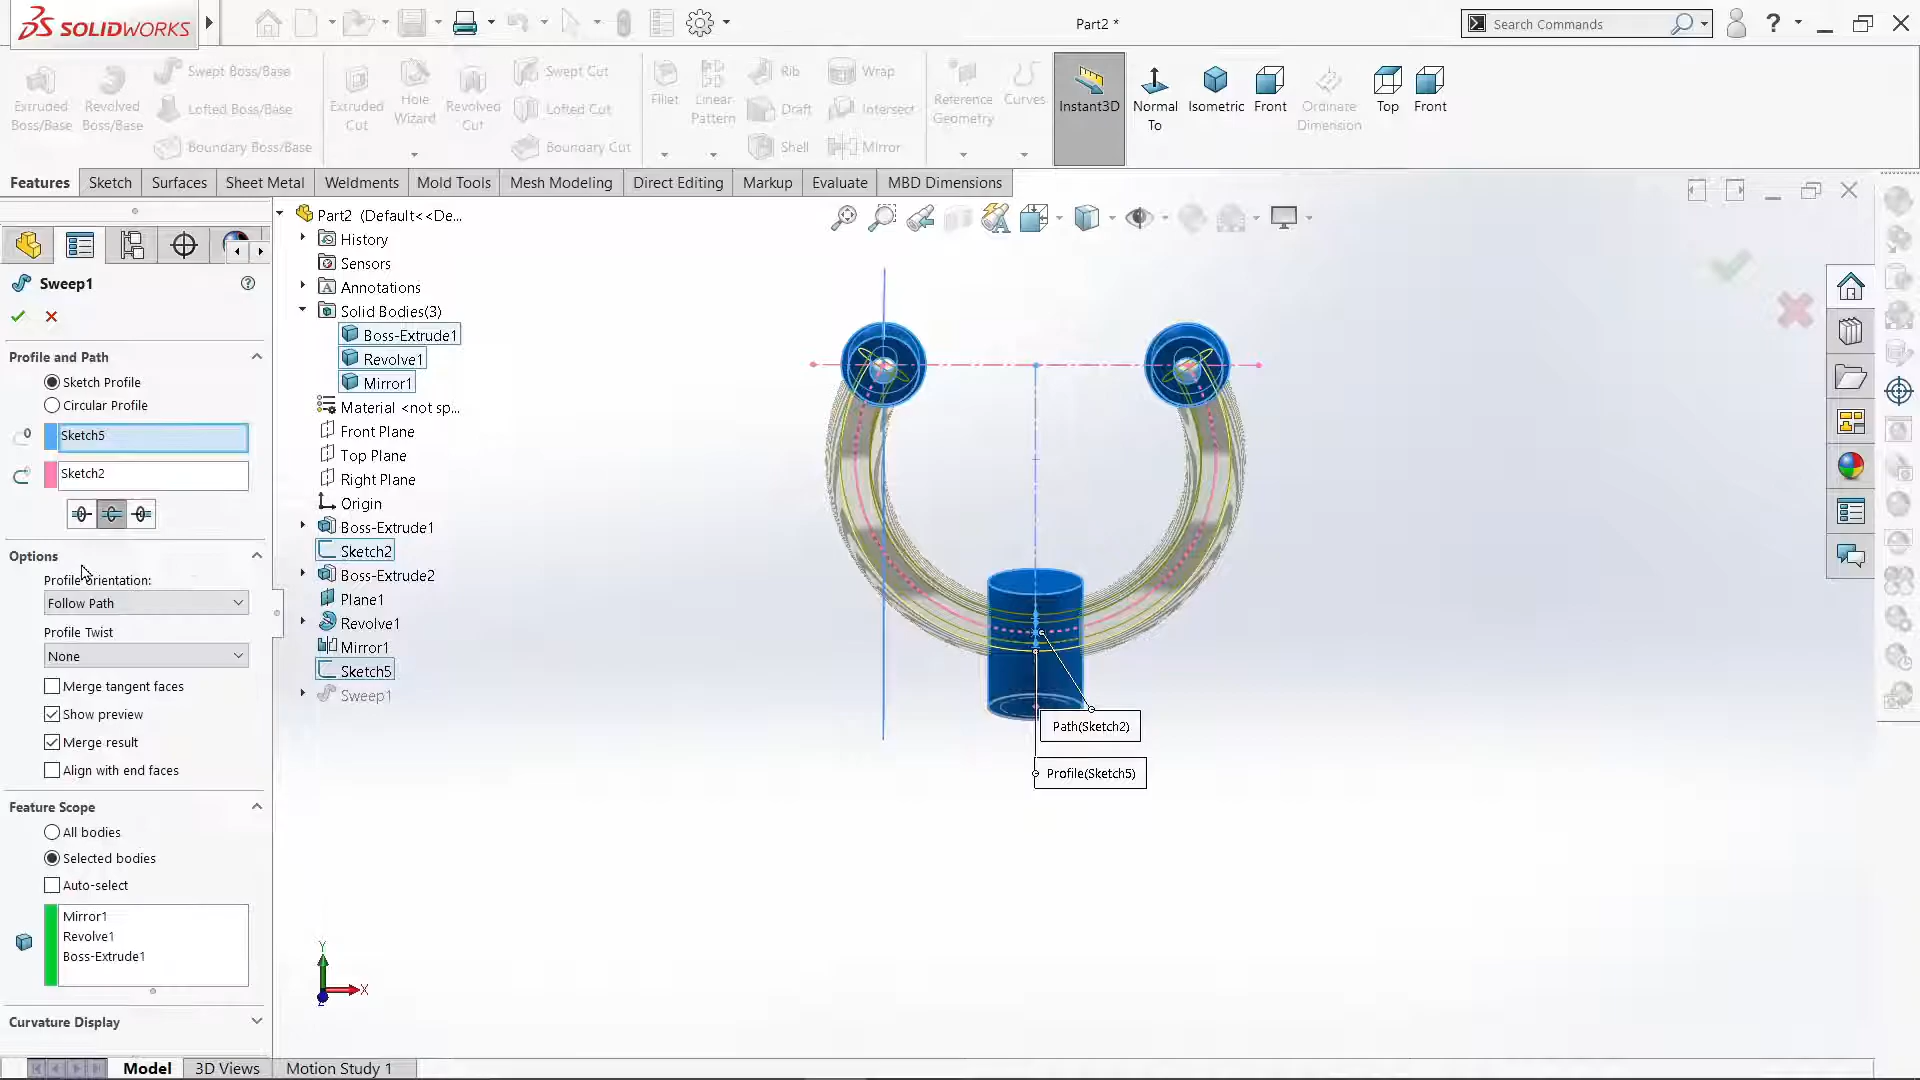 SOLIDWORKS
Part2 *
Search Commands
?
Extruded Boss/Base
Revolved Boss/Base
Swept Boss/Base
Lofted Boss/Base
Boundary Boss/Base
Extruded Cut
Hole Wizard
Revolved Cut
Swept Cut
Lofted Cut
Boundary Cut
Fillet
Linear Pattern
Rib
Draft
Shell
Wrap
Intersect
Mirror
Reference Geometry
Curves
Instant3D
Normal To
Isometric
Front
Ordinate Dimension
Top
Front
Features
Sketch
Surfaces
Sheet Metal
Weldments
Mold Tools
Mesh Modeling
Direct Editing
Markup
Evaluate
MBD Dimensions
Sweep1
Profile and Path
Sketch Profile
Circular Profile
Sketch5
Sketch2
Options
Profile Orientation:
Follow Path
Profile Twist
None
Merge tangent faces
Show preview
Merge result
Align with end faces
Feature Scope
All bodies
Selected bodies
Auto-select
Mirror1
Revolve1
Boss-Extrude1
Curvature Display
Part2 (Default<<De...
History
Sensors
Annotations
Solid Bodies(3)
Boss-Extrude1
Revolve1
Mirror1
Material <not sp...
Front Plane
Top Plane
Right Plane
Origin
Boss-Extrude1
Sketch2
Boss-Extrude2
Plane1
Revolve1
Mirror1
Sketch5
Sweep1
Path(Sketch2)
Profile(Sketch5)
Y
X
Z
Model
3D Views
Motion Study 1